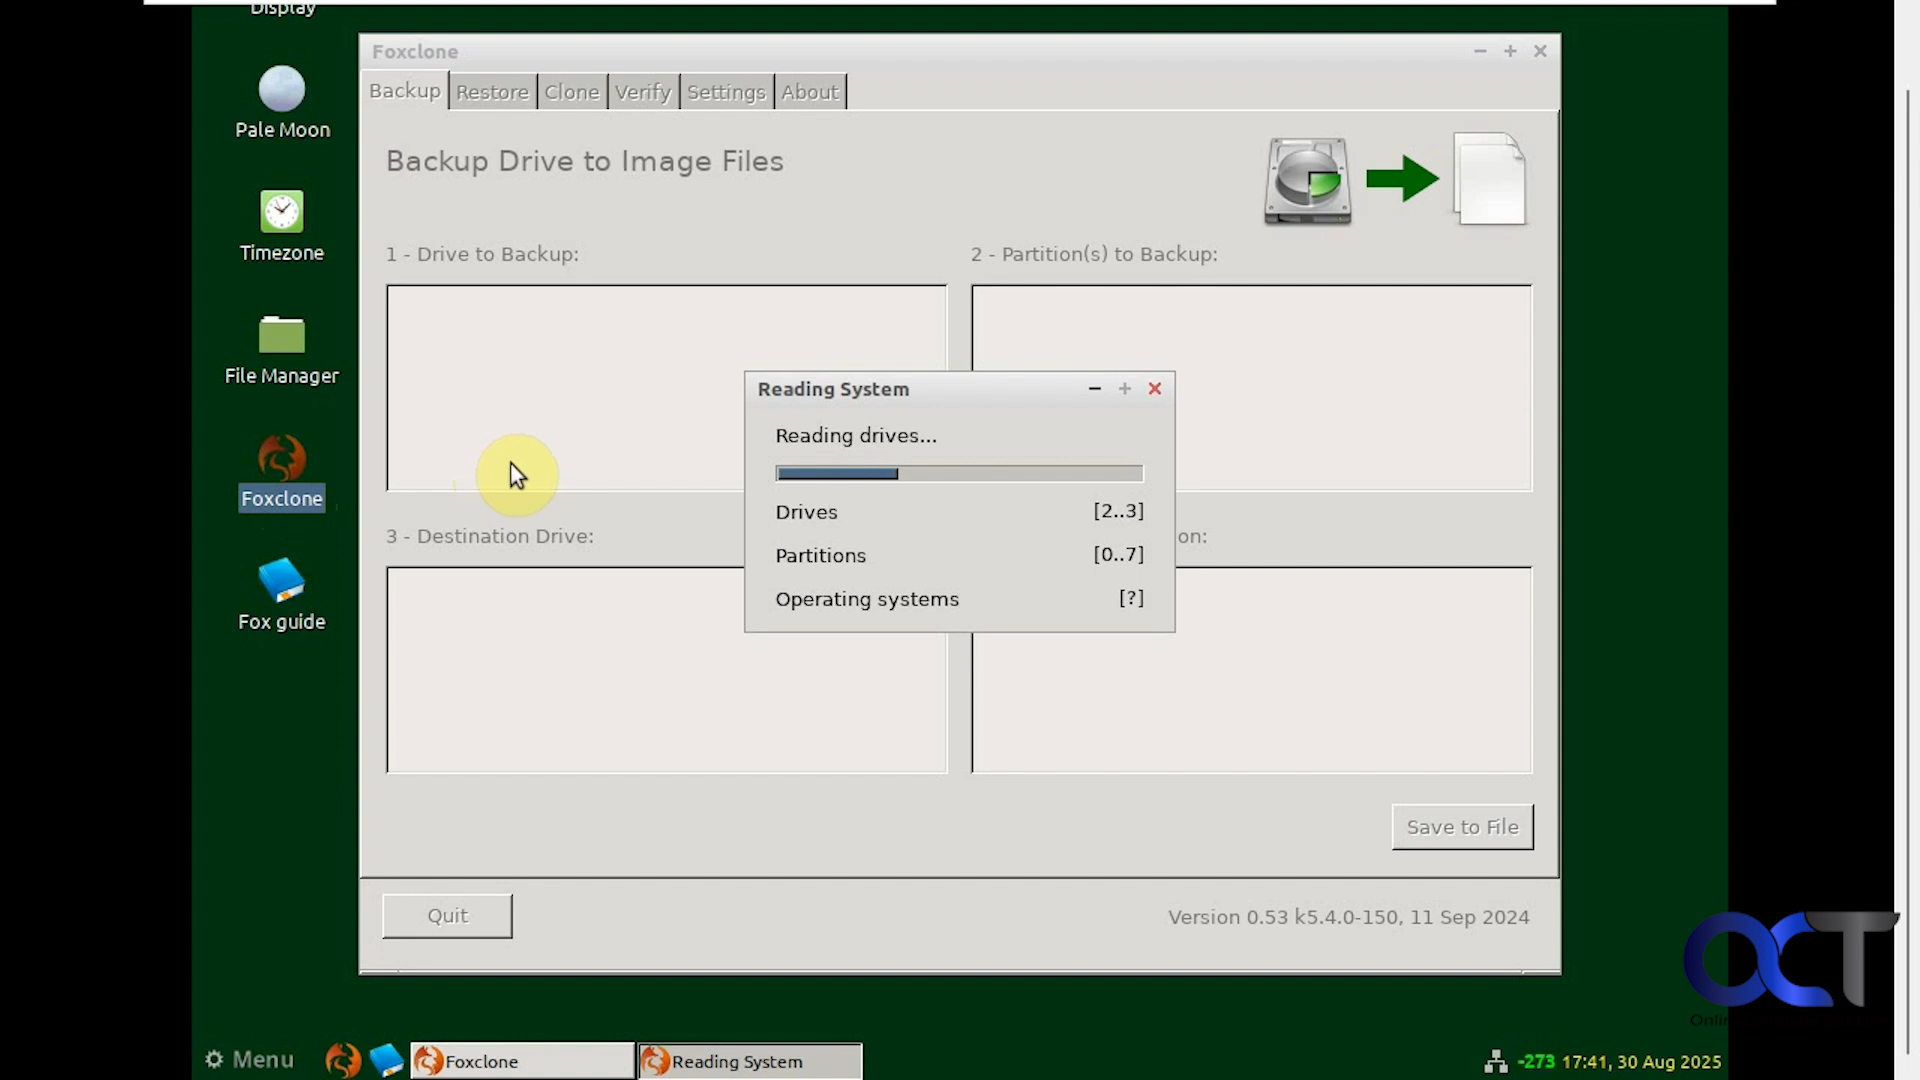 Display
Pale Moon
Timezone
File Manager
Foxclone
Fox guide
Foxclone
Backup Restore Clone Verify Settings About
Backup Drive to Image Files
1 - Drive to Backup:
2 - Partition(s) to Backup:
3 - Destination Drive:
on:
Reading System
Reading drives...
Drives [2..3]
Partitions [0..7]
Operating systems [?]
Save to File
Quit
Version 0.53 k5.4.0-150, 11 Sep 2024
OCT
Menu Foxclone Reading System -273 17:41, 30 Aug 2025